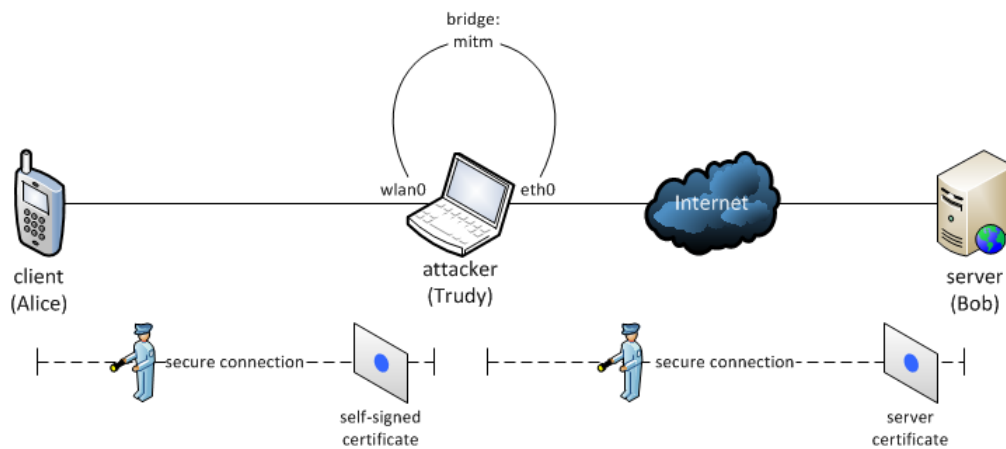 bridge:
mitm
wlan0
eth0
Internet
client
(Alice)
attacker
(Trudy)
server
(Bob)
secure connection
secure connection
self-signed
certificate
server
certificate